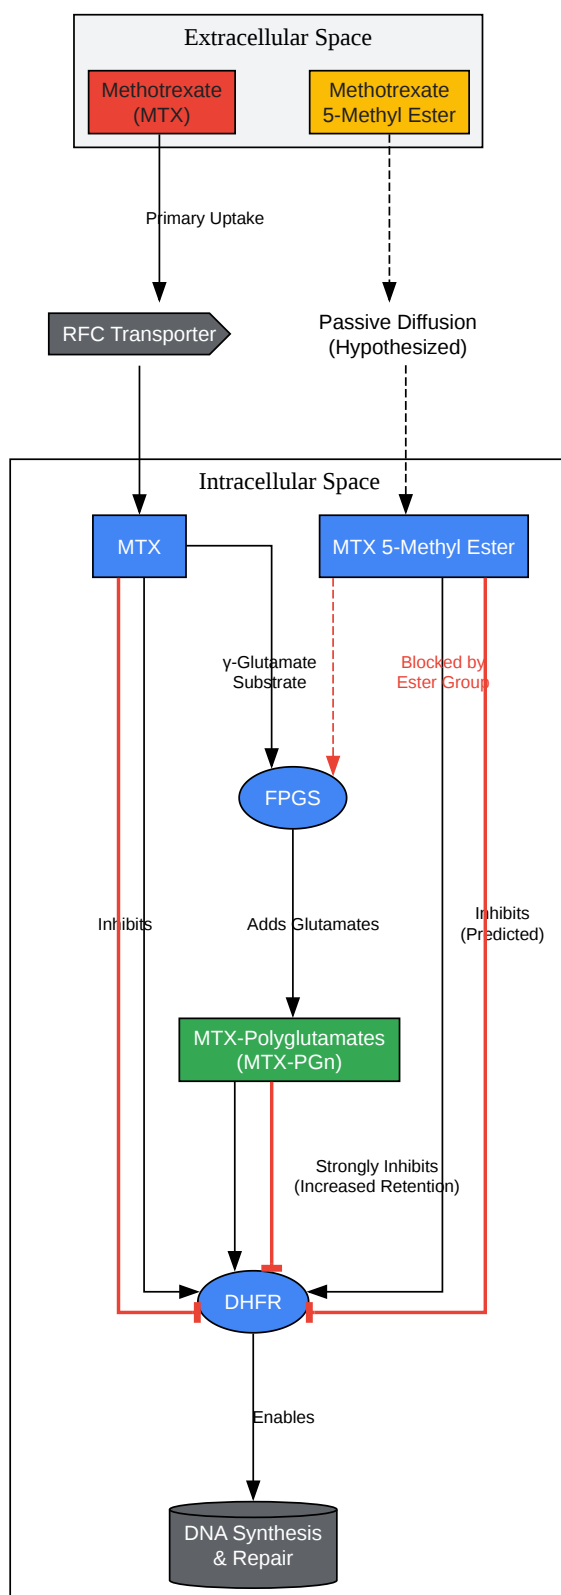 Extracellular Space
Methotrexate
(MTX)
Methotrexate
5-Methyl Ester
Primary Uptake
RFC Transporter
Passive Diffusion
(Hypothesized)
Intracellular Space
MTX
MTX 5-Methyl Ester
γ-Glutamate
Substrate
Blocked by
Ester Group
FPGS
Inhibits
Adds Glutamates
Inhibits
(Predicted)
MTX-Polyglutamates
(MTX-PGn)
Strongly Inhibits
(Increased Retention)
DHFR
Enables
DNA Synthesis
& Repair